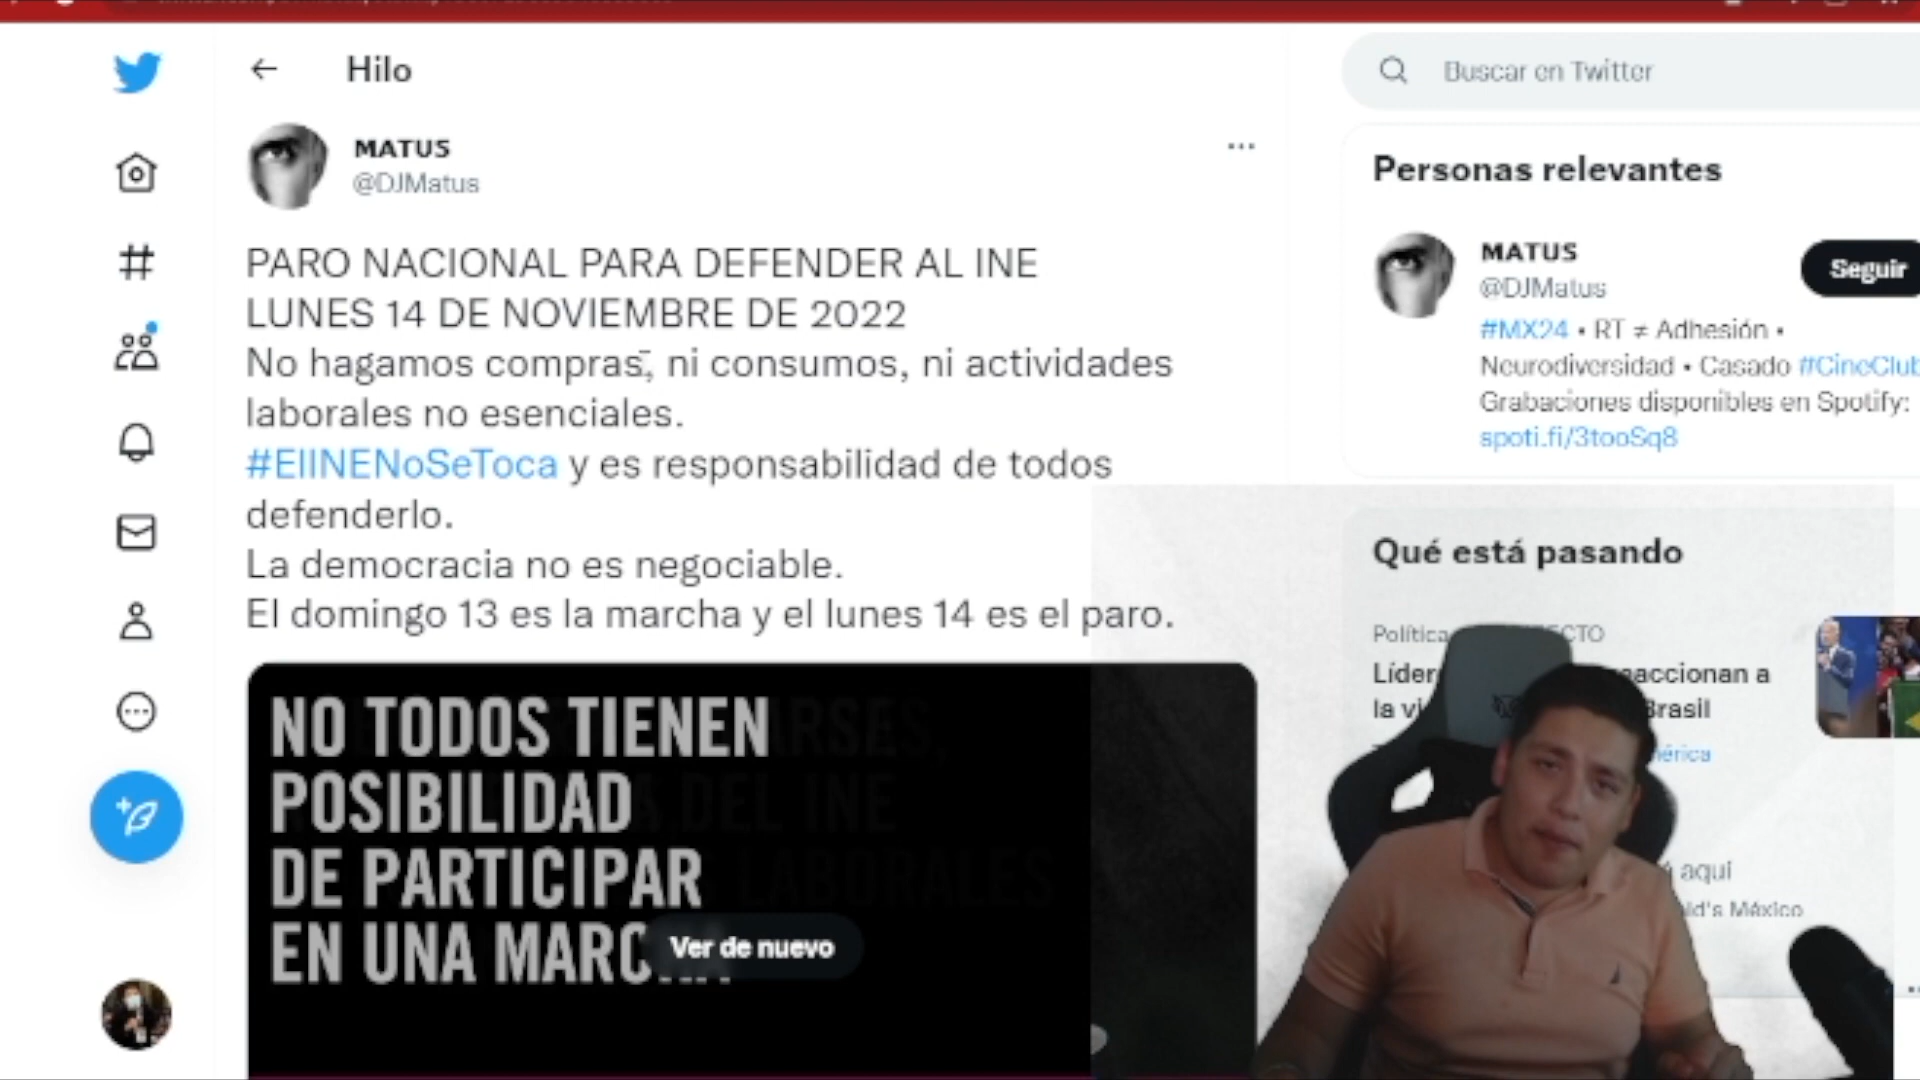 Hilo
MATUS
@DJMatus
PARO NACIONAL PARA DEFENDER AL INE
LUNES 14 DE NOVIEMBRE DE 2022
No hagamos compras, ni consumos, ni actividades
laborales no esenciales.
#ElINENoSeToca y es responsabilidad de todos
defenderlo.
La democracia no es negociable.
El domingo 13 es la marcha y el lunes 14 es el paro.
NO TODOS TIENEN
POSIBILIDAD
DE PARTICIPAR
EN UNA MARCHA
Ver de nuevo
Buscar en Twitter
Personas relevantes
MATUS
@DJMatus
Seguir
#MX24 • RT ≠ Adhesión •
Neurodiversidad • Casado #CineClub
Grabaciones disponibles en Spotify:
spoti.fi/3tooSq8
Qué está pasando
Política
la
aquí
México